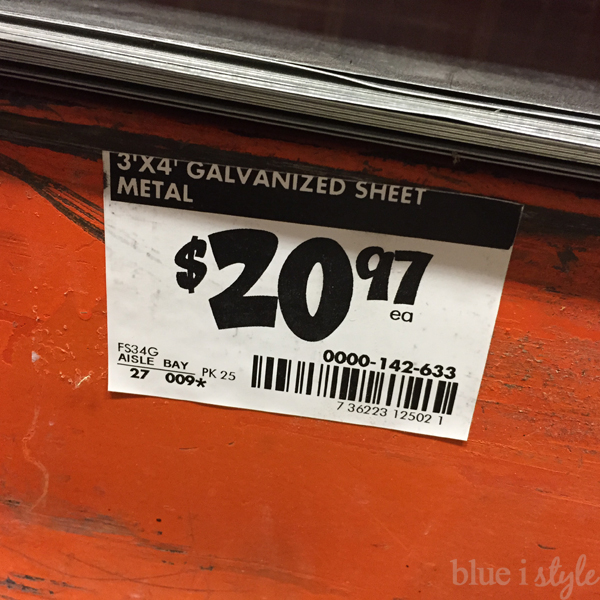 3'X4' GALVANIZED SHEET
METAL
$20.97
ea
FS34G
AISLE BAY PK 25
27 009*
0000-142-633
7 36223 12502 1
blue i style